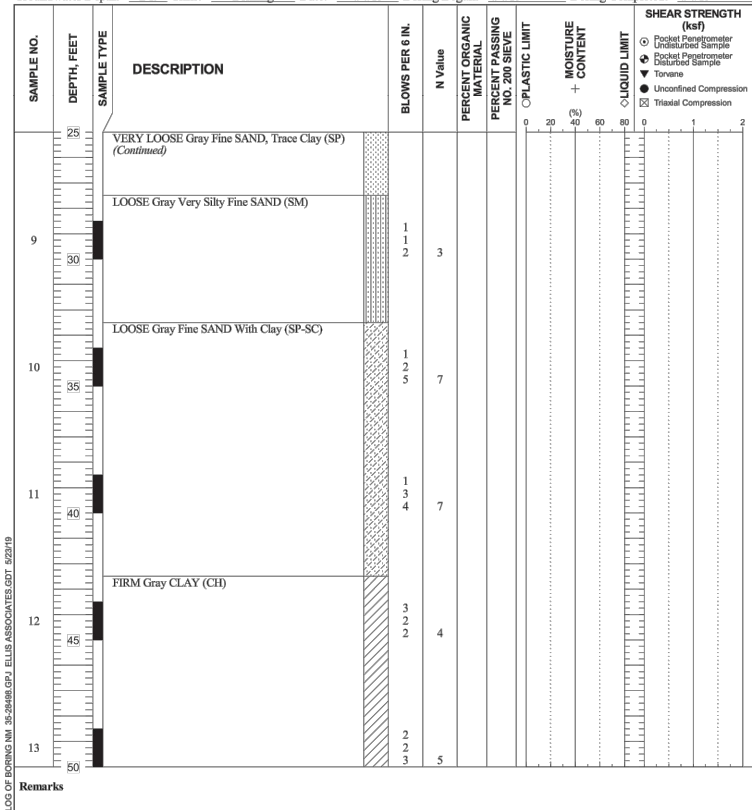 SAMPLE NO.
DEPTH, FEET
SAMPLE TYPE
DESCRIPTION
BLOWS PER 6 IN.
N Value
PERCENT ORGANIC
MATERIAL
PERCENT PASSING
NO. 200 SIEVE
○PLASTIC LIMIT
MOISTURE
+ CONTENT
(%)
◇LIQUID LIMIT
0 20 40 60 80
SHEAR STRENGTH
(ksf)
Pocket Penetrometer
Undisturbed Sample
Pocket Penetrometer
Disturbed Sample
▼ Torvane
● Unconfined Compression
☒ Triaxial Compression
0 1 2
25
VERY LOOSE Gray Fine SAND, Trace Clay (SP)
(Continued)
LOOSE Gray Very Silty Fine SAND (SM)
1
9 1
30 2 3
LOOSE Gray Fine SAND With Clay (SP-SC)
1
10 2
35 5 7
1
11 3
40 4 7
FIRM Gray CLAY (CH)
3
12 2
45 2 4
2
13 2
50 3 5
Remarks
LOG OF BORING NM 35-28498.GPJ ELLIS ASSOCIATES.GDT 5/23/19